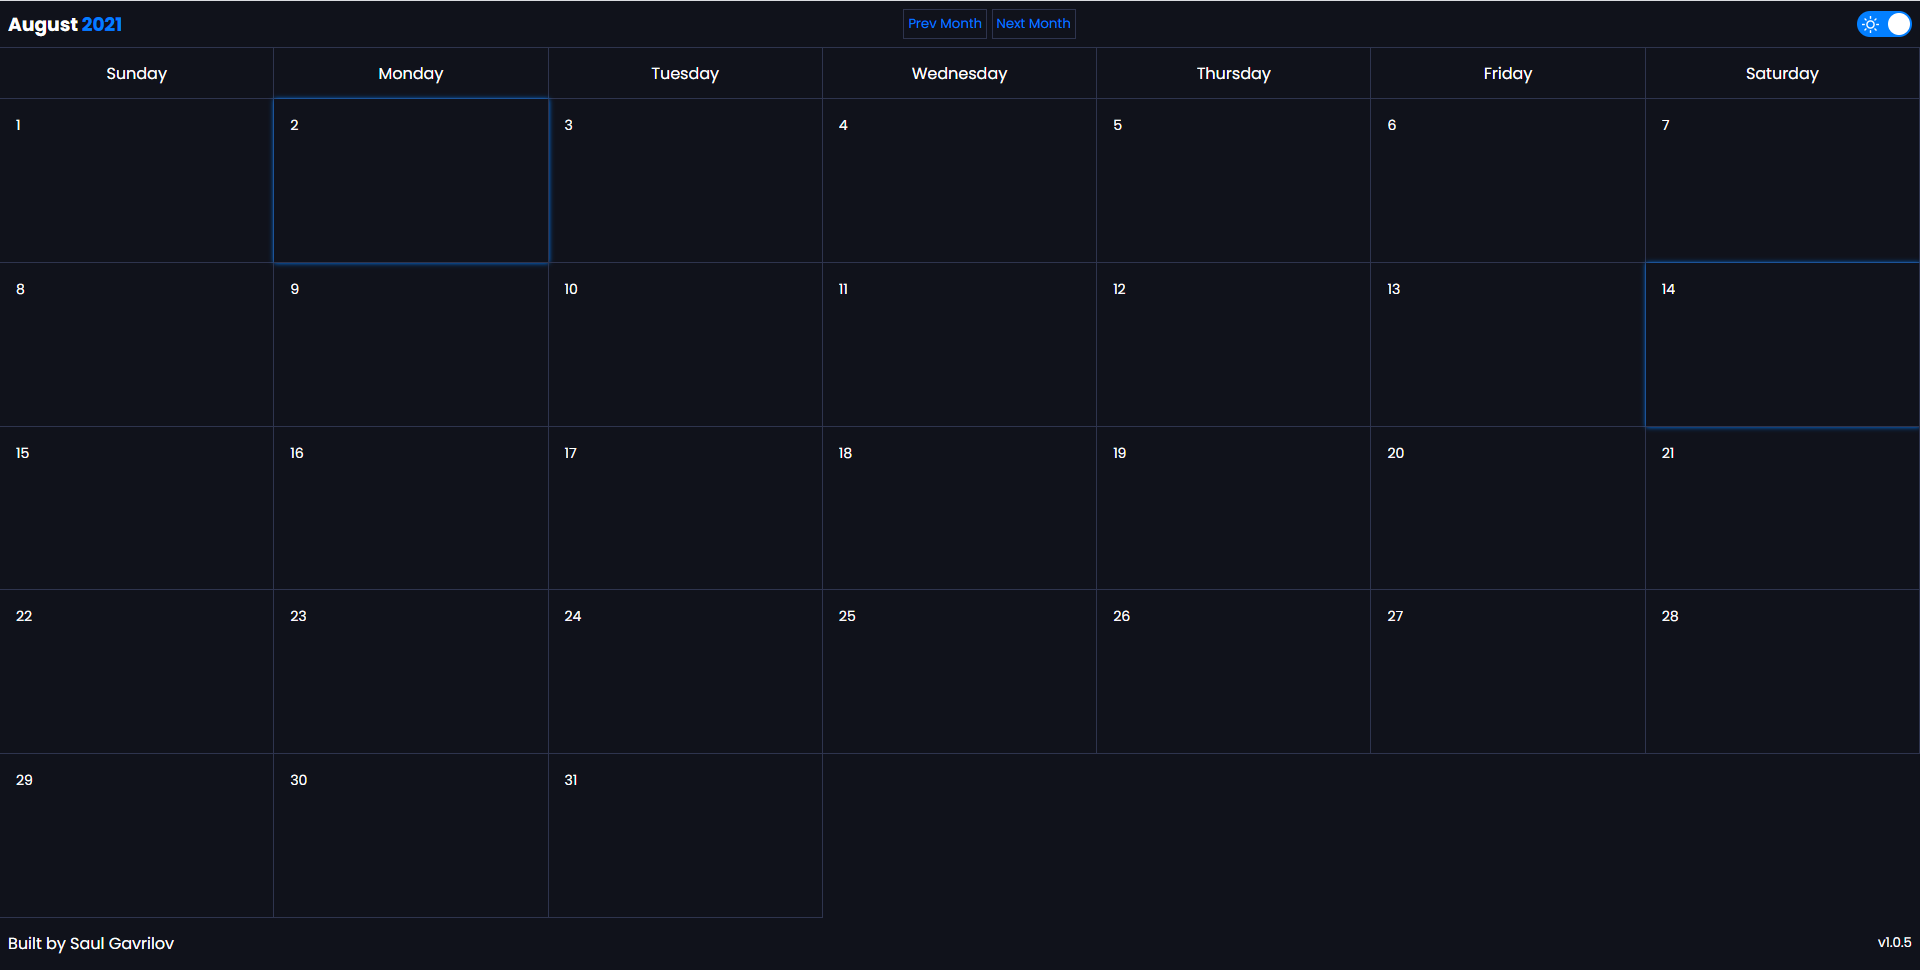 August 2021
Prev Month Next Month
Sunday Monday Tuesday Wednesday Thursday Friday Saturday
1 2 3 4 5 6 7
8 9 10 11 12 13 14
15 16 17 18 19 20 21
22 23 24 25 26 27 28
29 30 31
Built by Saul Gavrilov
v1.0.5